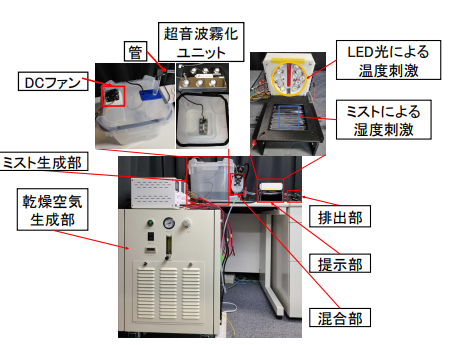 超音波霧化
ユニット
管
DCファン
LED光による
温度刺激
ミストによる
湿度刺激
ミスト生成部
乾燥空気
生成部
排出部
提示部
混合部